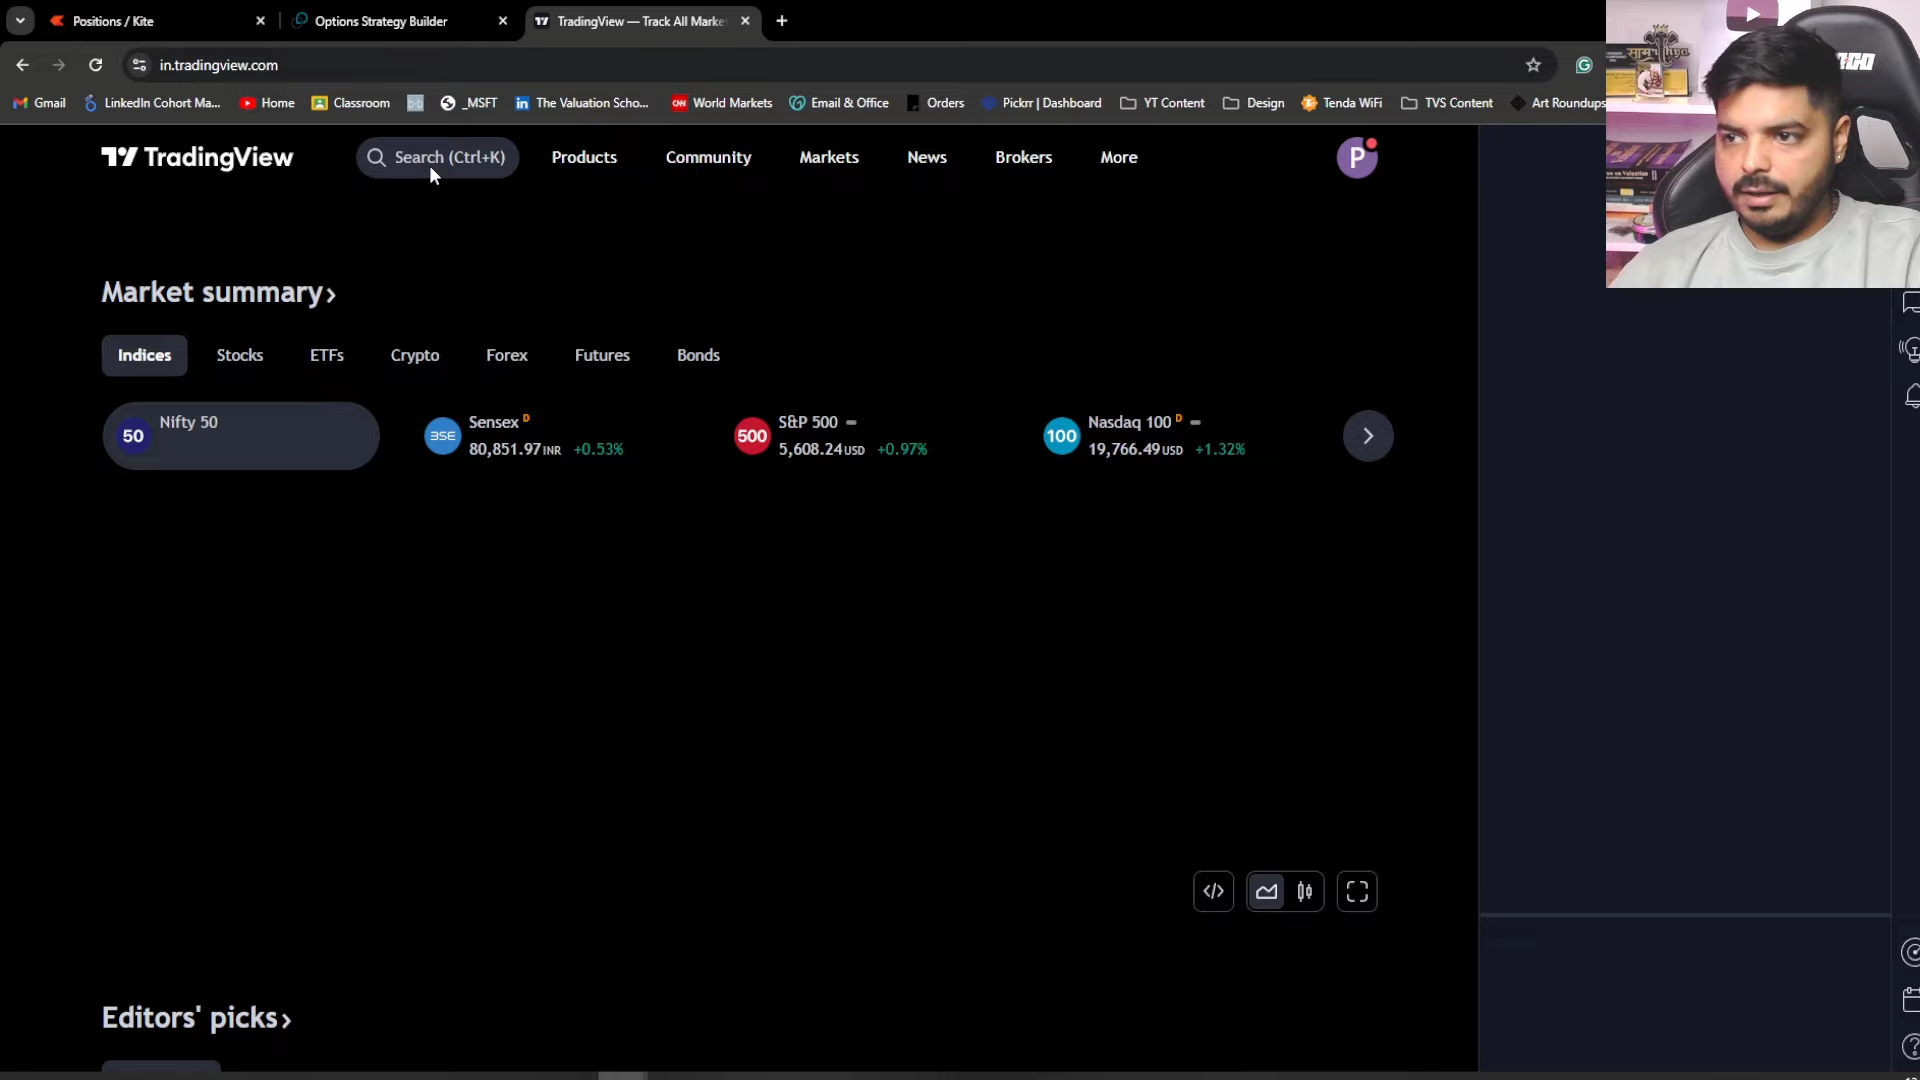 Positions / Kite
Options Strategy Builder
TradingView — Track All Marke
in.tradingview.com
Gmail
LinkedIn Cohort Ma...
Home
Classroom
_MSFT
The Valuation Scho...
World Markets
Email & Office
Orders
Pickrr | Dashboard
YT Content
Design
Tenda WiFi
TVS Content
Art Roundups
TradingView
Search (Ctrl+K)
Products
Community
Markets
News
Brokers
More
P
Market summary
Indices
Stocks
ETFs
Crypto
Forex
Futures
Bonds
50
Nifty 50
BSE
Sensex D
80,851.97 INR +0.53%
500
S&P 500
5,608.24 USD +0.97%
100
Nasdaq 100 D
19,766.49 USD +1.32%
Editors' picks